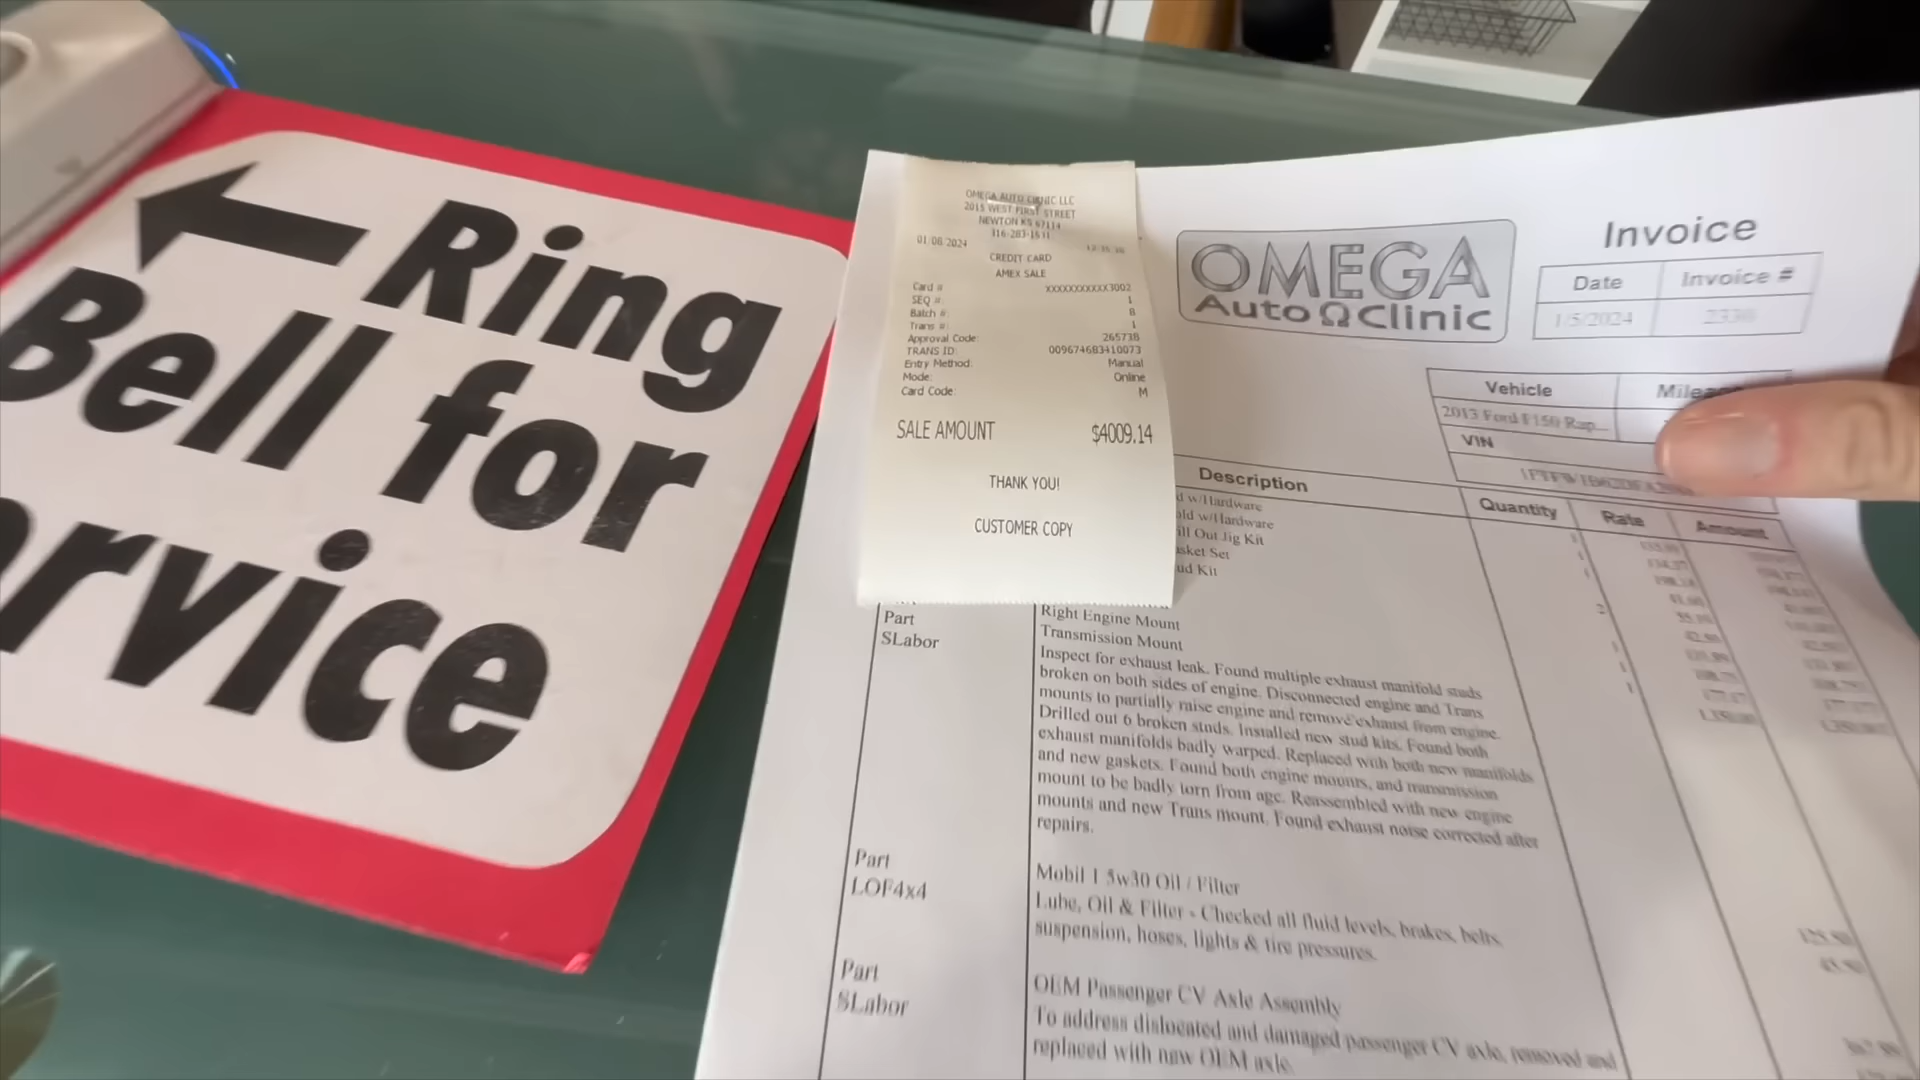 Ring
Bell for
ervice
OMEGA AUTO CLINIC LLC
2015 WEST FIRST STREET
NEWTON KS 67114
316-283-1511
01/08/2024
CREDIT CARD
AMEX SALE
Card # XXXXXXXXXXX3002
SEQ #: 1
Batch #: 8
Trans #: 1
Approval Code: 265738
TRANS ID: 009674683410073
Entry Method: Manual
Mode: Online
Card Code: M
SALE AMOUNT $4009.14
THANK YOU!
CUSTOMER COPY
OMEGA
Auto Ω Clinic
Invoice
Date Invoice #
1/5/2024
Vehicle
2013 Ford F150 Rap...
VIN
Description Quantity Rate Amount
d w/Hardware
old w/Hardware
ill Out Jig Kit
asket Set
ud Kit
Right Engine Mount
Part Transmission Mount
SLabor Inspect for exhaust leak. Found multiple exhaust manifold studs
broken on both sides of engine. Disconnected engine and Trans
mounts to partially raise engine and remove exhaust from engine.
Drilled out 6 broken studs. Installed new stud kits. Found both
exhaust manifolds badly warped. Replaced with both new manifolds
and new gaskets. Found both engine mounts, and transmission
mount to be badly torn from age. Reassembled with new engine
mounts and new Trans mount. Found exhaust noise corrected after
repairs.
Part Mobil 1 5w30 Oil / Filter
LOF4x4 Lube, Oil & Filter - Checked all fluid levels, brakes, belts,
suspension, hoses, lights & tire pressures.
Part OEM Passenger CV Axle Assembly
SLabor To address dislocated and damaged passenger CV axle, removed and
replaced with new OEM axle.